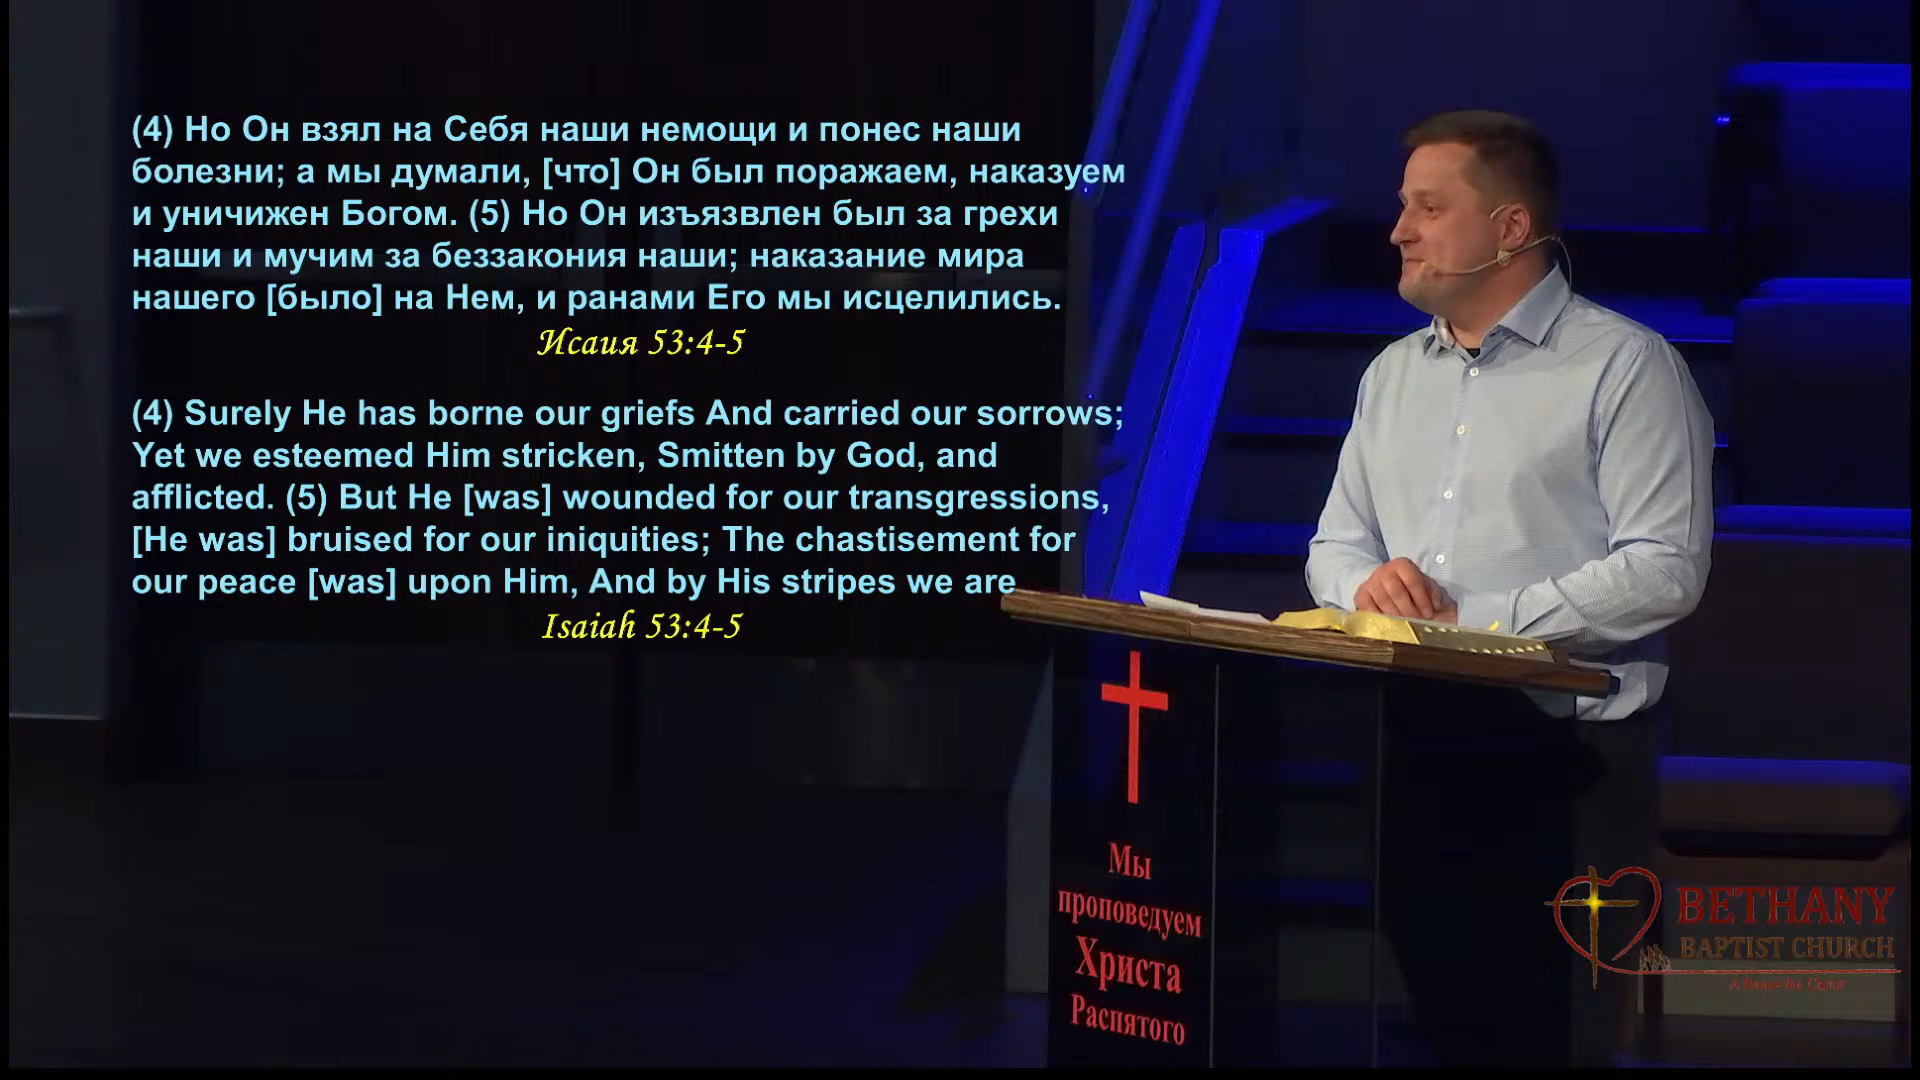 (4) Но Он взял на Себя наши немощи и понес наши
болезни; а мы думали, [что] Он был поражаем, наказуем
и уничижен Богом. (5) Но Он изъязвлен был за грехи
наши и мучим за беззакония наши; наказание мира
нашего [было] на Нем, и ранами Его мы исцелились.
Исаия 53:4-5
(4) Surely He has borne our griefs And carried our sorrows;
Yet we esteemed Him stricken, Smitten by God, and
afflicted. (5) But He [was] wounded for our transgressions,
[He was] bruised for our iniquities; The chastisement for
our peace [was] upon Him, And by His stripes we are
Isaiah 53:4-5
Мы
проповедуем
Христа
Распятого
BETHANY
BAPTIST CHURCH
A Home for Christ